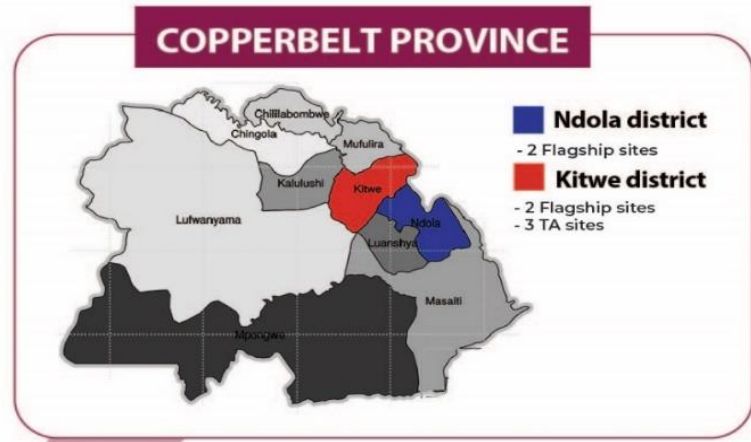 COPPERBELT PROVINCE
Chililabombwe
Chingola
Mufulira
Kalulushi
Kitwe
Lufwanyama
Ndola
Luanshya
Masaiti
Mpongwe
Ndola district
- 2 Flagship sites
Kitwe district
- 2 Flagship sites
- 3 TA sites